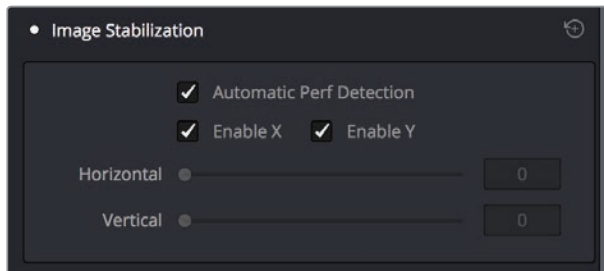 Image Stabilization
Automatic Perf Detection
Enable X Enable Y
Horizontal 0
Vertical 0